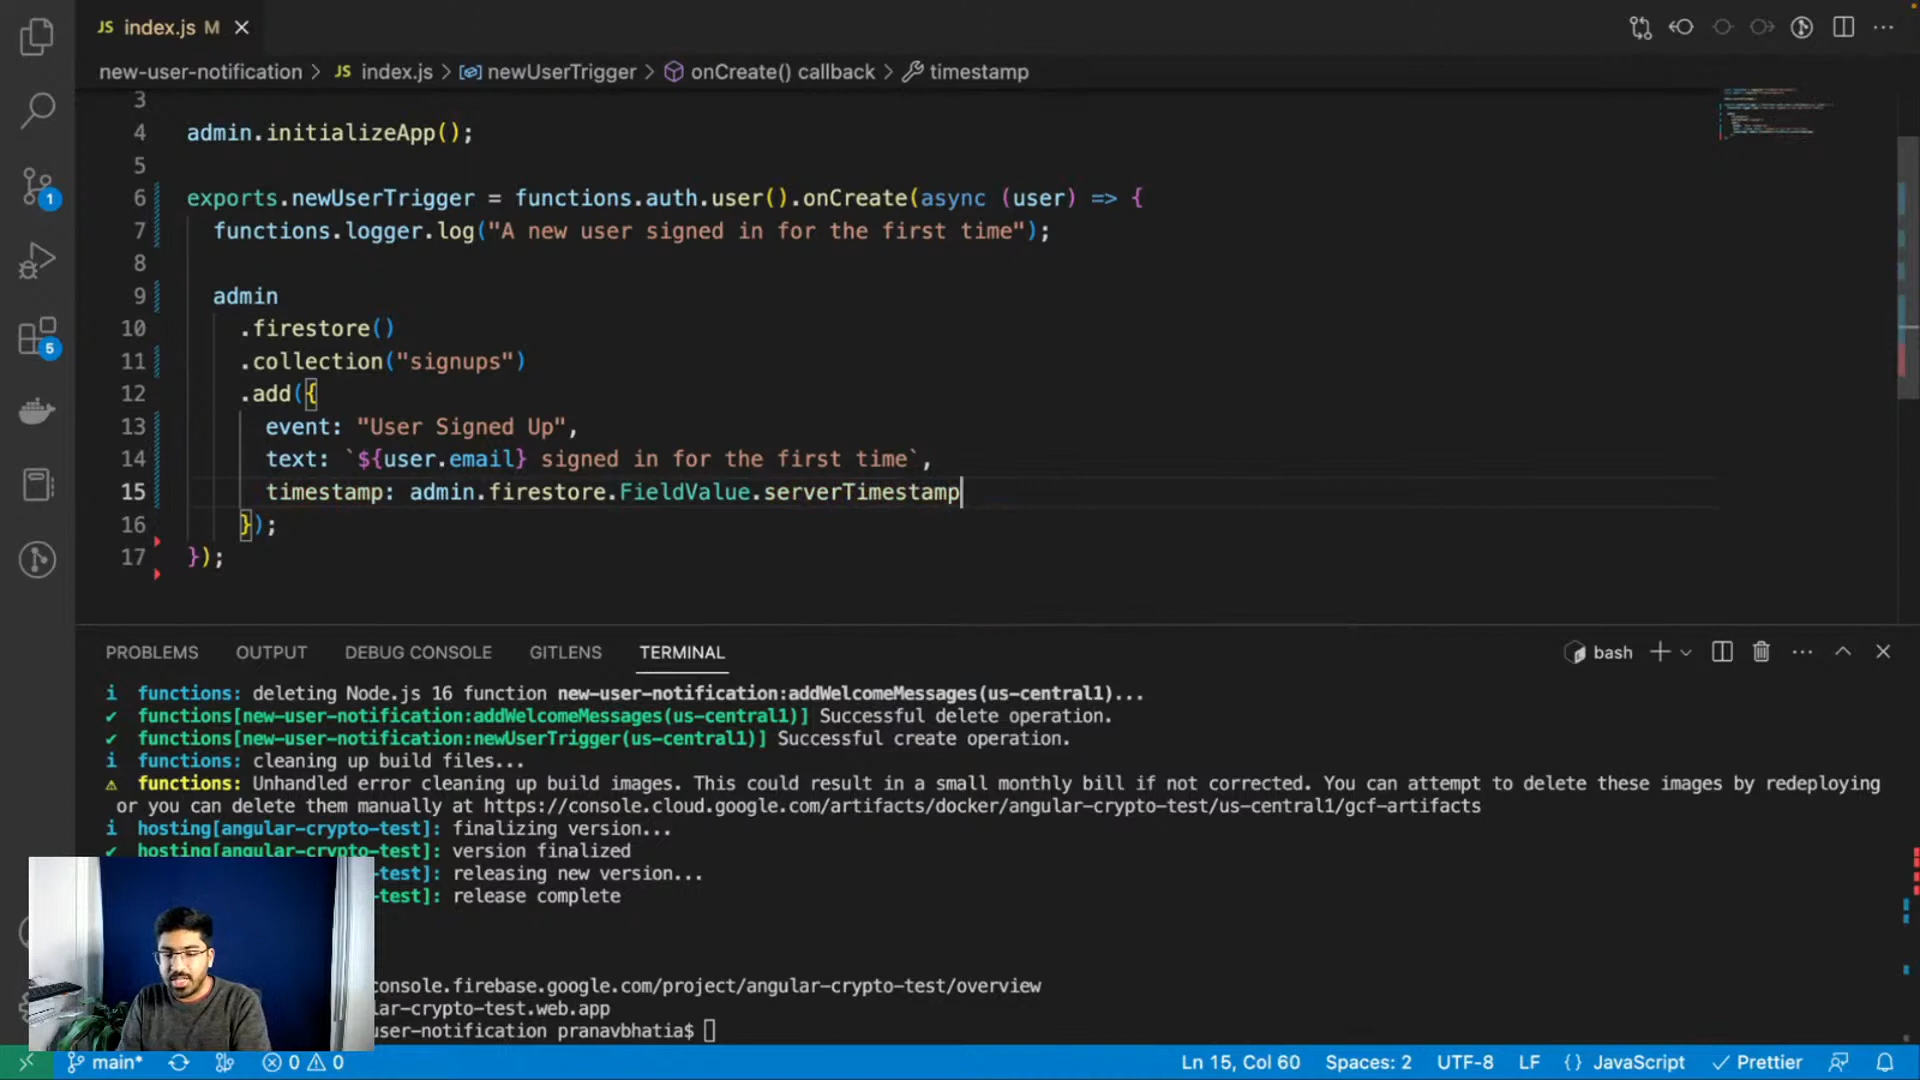 JS index.js M
new-user-notification > JS index.js > newUserTrigger > onCreate() callback > timestamp
3
4 admin.initializeApp();
5
6 exports.newUserTrigger = functions.auth.user().onCreate(async (user) => {
7 functions.logger.log("A new user signed in for the first time");
8
9 admin
10 .firestore()
11 .collection("signups")
12 .add({
13 event: "User Signed Up",
14 text: `${user.email} signed in for the first time`,
15 timestamp: admin.firestore.FieldValue.serverTimestamp
16 });
17 });
1
5
PROBLEMS OUTPUT DEBUG CONSOLE GITLENS TERMINAL bash
i functions: deleting Node.js 16 function new-user-notification:addWelcomeMessages(us-central1)...
✔ functions[new-user-notification:addWelcomeMessages(us-central1)] Successful delete operation.
✔ functions[new-user-notification:newUserTrigger(us-central1)] Successful create operation.
i functions: cleaning up build files...
⚠ functions: Unhandled error cleaning up build images. This could result in a small monthly bill if not corrected. You can attempt to delete these images by redeploying
or you can delete them manually at https://console.cloud.google.com/artifacts/docker/angular-crypto-test/us-central1/gcf-artifacts
i hosting[angular-crypto-test]: finalizing version...
✔ hosting[angular-crypto-test]: version finalized
test]: releasing new version...
test]: release complete
console.firebase.google.com/project/angular-crypto-test/overview
lar-crypto-test.web.app
user-notification pranavbhatia$
main* 0 0 Ln 15, Col 60 Spaces: 2 UTF-8 LF {} JavaScript Prettier